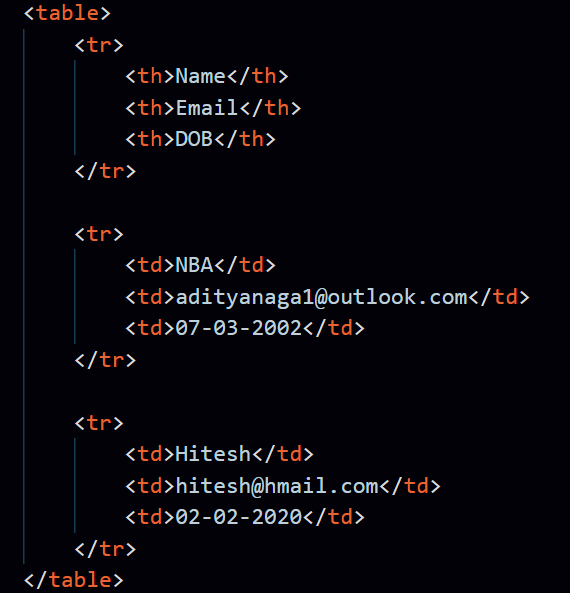 <table>
<tr>
<th>Name</th>
<th>Email</th>
<th>DOB</th>
</tr>
<tr>
<td>NBA</td>
<td>adityanaga1@outlook.com</td>
<td>07-03-2002</td>
</tr>
<tr>
<td>Hitesh</td>
<td>hitesh@hmail.com</td>
<td>02-02-2020</td>
</tr>
</table>